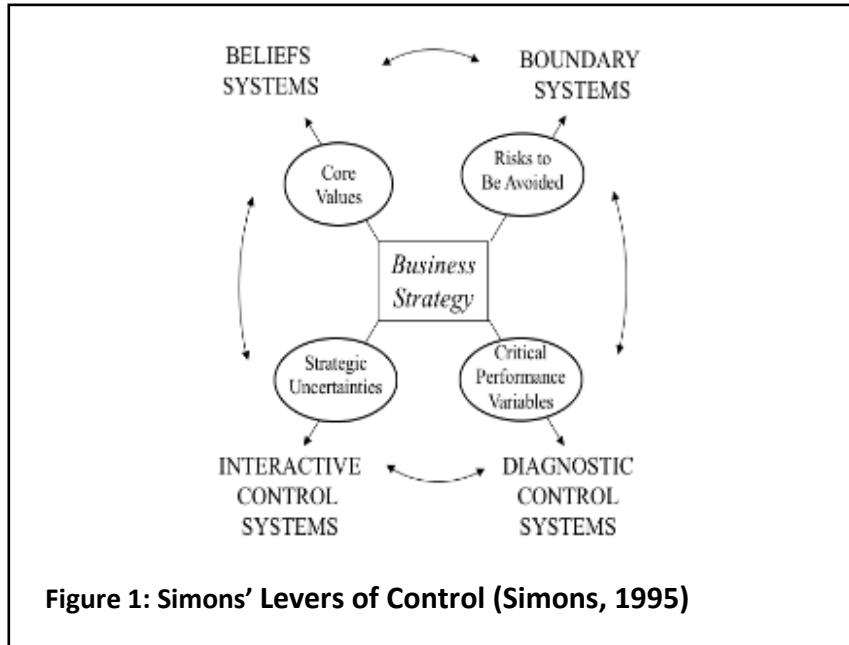 BELIEFS
SYSTEMS
BOUNDARY
SYSTEMS
Core
Values
Risks to
Be Avoided
Business
Strategy
Strategic
Uncertainties
Critical
Performance
Variables
INTERACTIVE
CONTROL
SYSTEMS
DIAGNOSTIC
CONTROL
SYSTEMS
Figure 1: Simons’ Levers of Control (Simons, 1995)